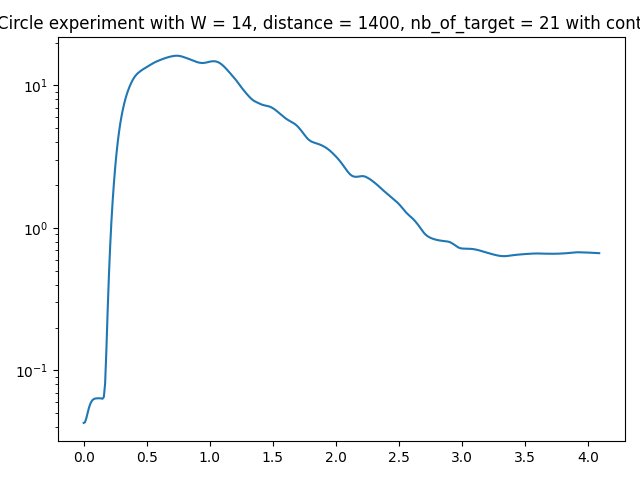 Circle experiment with W = 14, distance = 1400, nb_of_target = 21 with cont
10¹
10⁰
10⁻¹
0.0 0.5 1.0 1.5 2.0 2.5 3.0 3.5 4.0